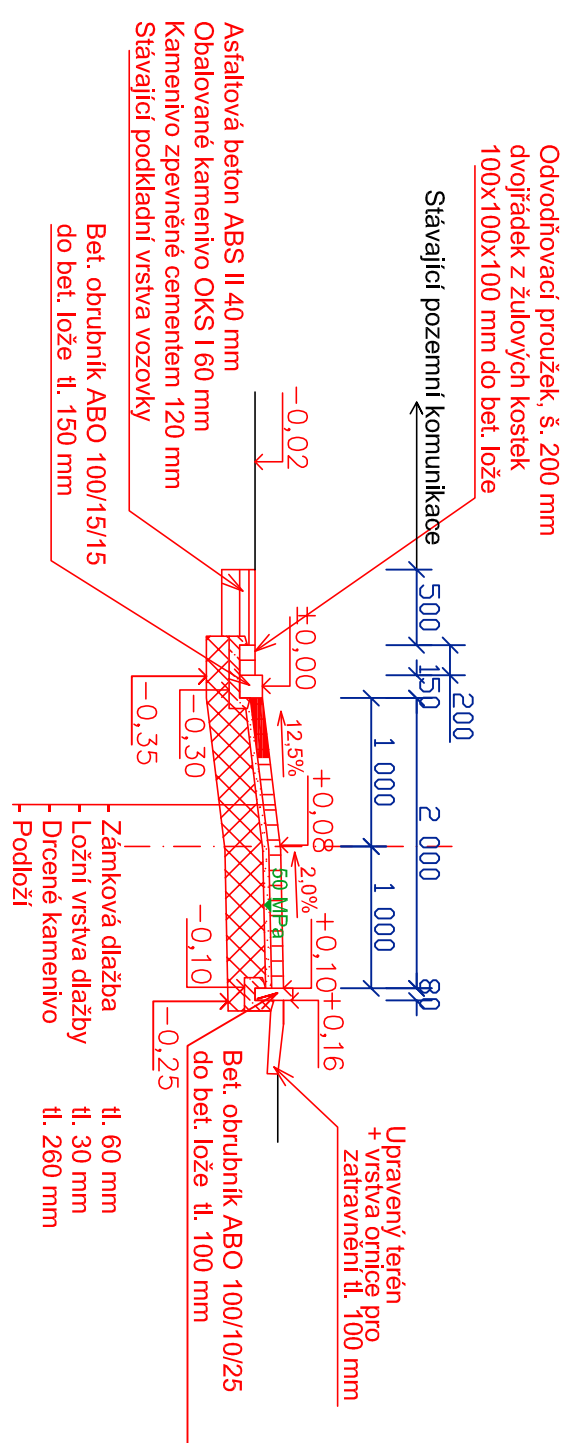 Odvodňovací proužek, š. 200 mm
dvojřádek z žulových kostek
100x100x100 mm do bet. lože
Stávající pozemní komunikace
500
200
150
2 000
80
1 000
1 000
Asfaltová beton ABS II 40 mm
Obalované kamenivo OKS I 60 mm
Kamenivo zpevněné cementem 120 mm
Stávající podkladní vrstva vozovky
−0,02
±0,00
12,5%
+0,08
2,0%
50 MPa
+0,10
+0,16
Bet. obrubník ABO 100/15/15
do bet. lože tl. 150 mm
−0,30
−0,35
−0,10
−0,25
Upravený terén
+ vrstva ornice pro
zatravnění tl. 100 mm
Bet. obrubník ABO 100/10/25
do bet. lože tl. 100 mm
Zámková dlažba tl. 60 mm
Ložní vrstva dlažby tl. 30 mm
Drcené kamenivo tl. 260 mm
Podloží